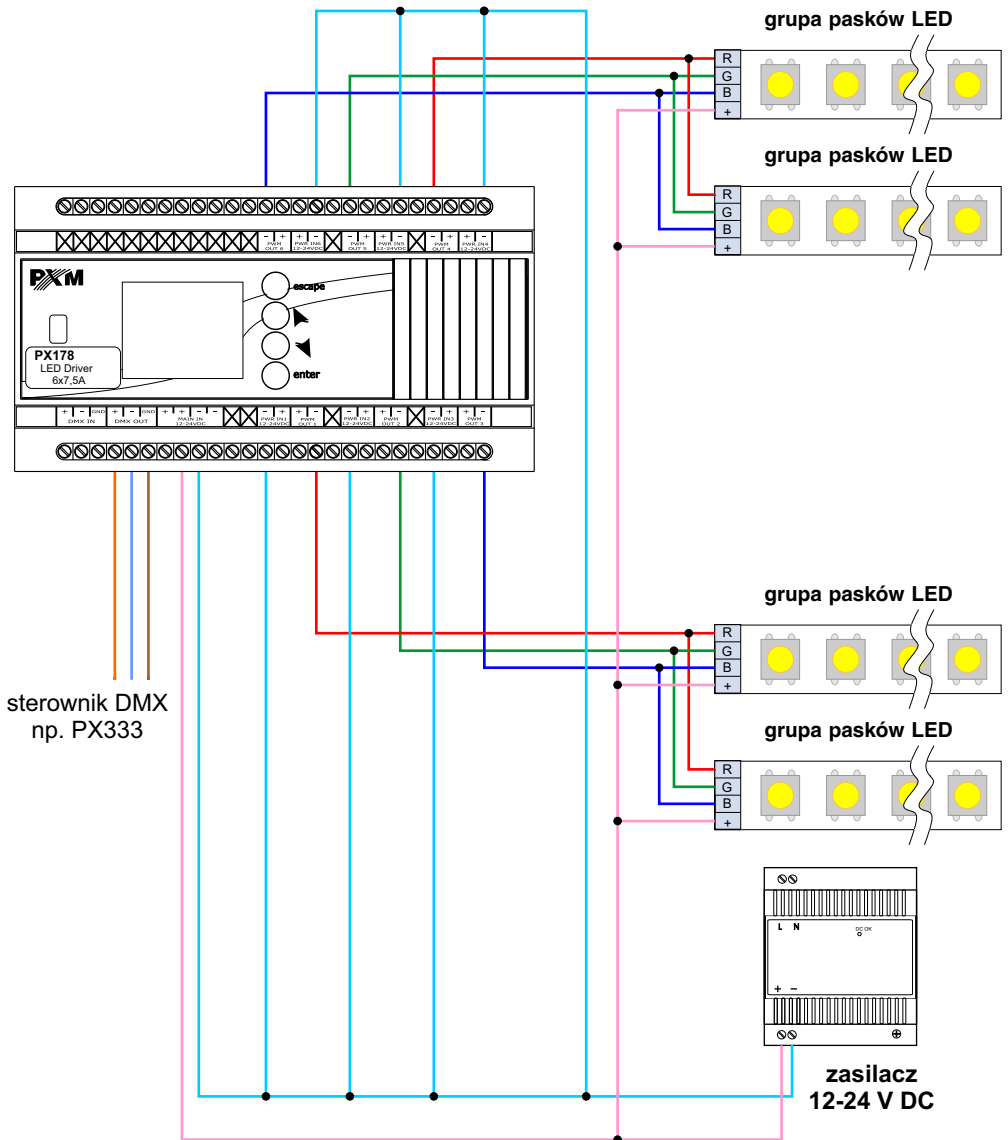 grupa pasków LED
R
G
B
+
grupa pasków LED
R
G
B
+
- + + - X - + + - X - + + -
PWM OUT 6 PWR IN6 12-24VDC PWM OUT 5 PWR IN5 12-24VDC PWM OUT 4 PWR IN4 12-24VDC
PXM
escape
enter
PX178
LED Driver
6x7,5A
+ - GND + - GND + + - -
DMX IN DMX OUT MAIN IN 12-24VDC PWR IN1 12-24VDC PWM OUT 1 PWR IN2 12-24VDC PWM OUT 2 PWR IN3 12-24VDC PWM OUT 3
sterownik DMX
np. PX333
grupa pasków LED
R
G
B
+
grupa pasków LED
R
G
B
+
L N
DC OK
+ -
zasilacz
12-24 V DC